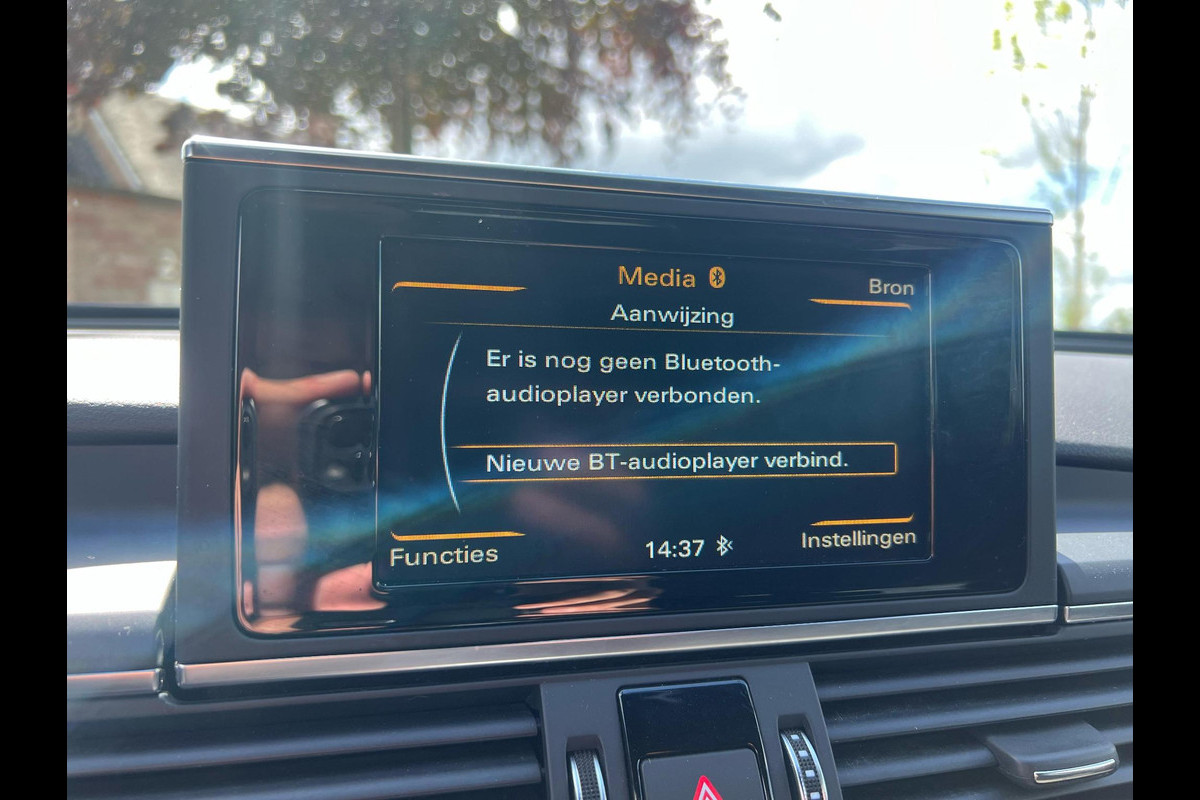 Media
Bron
Aanwijzing
Er is nog geen Bluetooth-
audioplayer verbonden.
Nieuwe BT-audioplayer verbind.
Functies
14:37
Instellingen